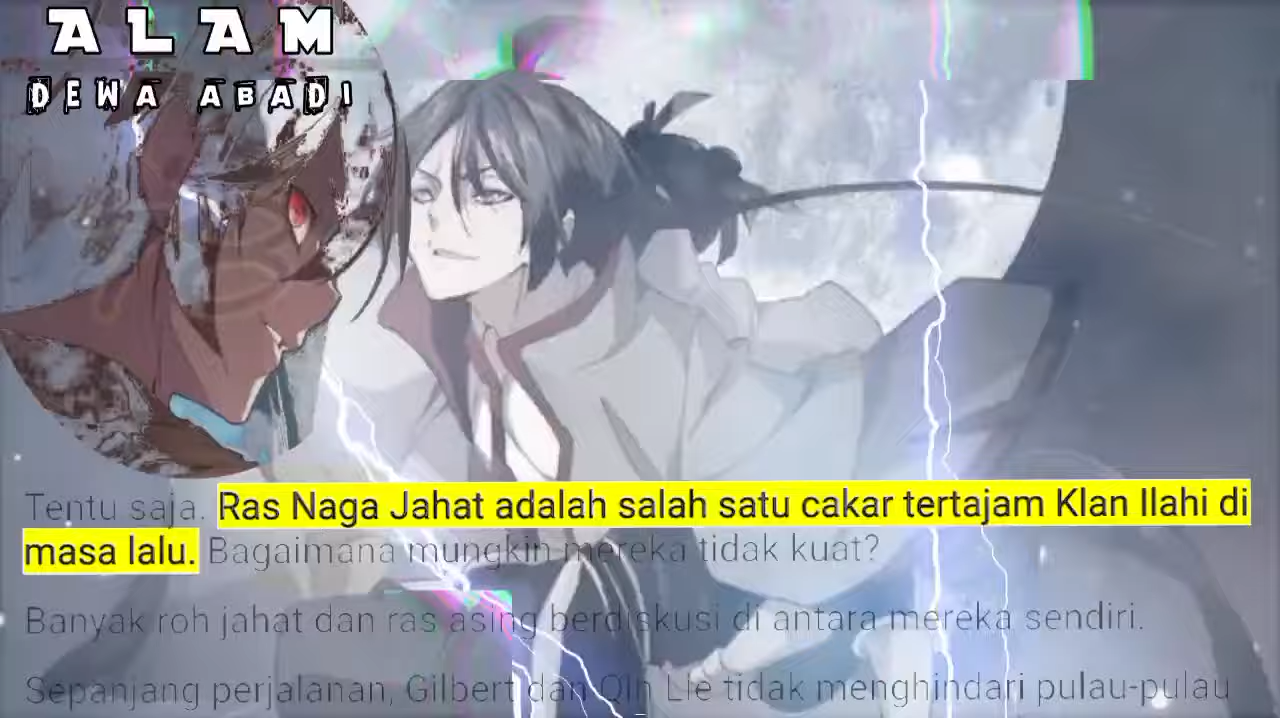 ALAM
DEWA ABADI
Tentu saja. Ras Naga Jahat adalah salah satu cakar tertajam Klan Ilahi di
masa lalu. Bagaimana mungkin mereka tidak kuat?
Banyak roh jahat dan ras asing berdiskusi di antara mereka sendiri.
Sepanjang perjalanan, Gilbert dan Qin Lie tidak menghindari pulau-pulau